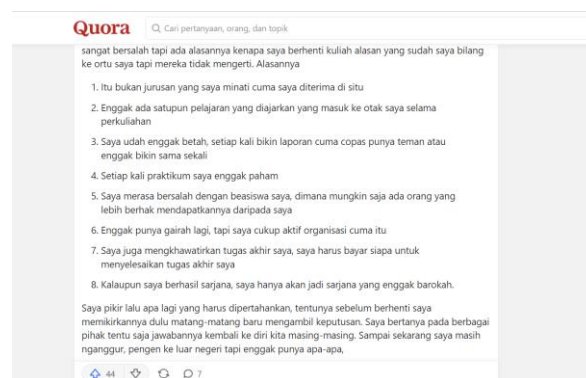 Quora
Cari pertanyaan, orang, dan topik
sangat bersalah tapi ada alasannya kenapa saya berhenti kuliah alasan yang sudah saya bilang
ke ortu saya tapi mereka tidak mengerti. Alasannya
1. Itu bukan jurusan yang saya minati cuma saya diterima di situ
2. Enggak ada satupun pelajaran yang diajarkan yang masuk ke otak saya selama
perkuliahan
3. Saya udah enggak betah, setiap kali bikin laporan cuma copas punya teman atau
enggak bikin sama sekali
4. Setiap kali praktikum saya enggak paham
5. Saya merasa bersalah dengan beasiswa saya, dimana mungkin saja ada orang yang
lebih berhak mendapatkannya daripada saya
6. Enggak punya gairah lagi, tapi saya cukup aktif organisasi cuma itu
7. Saya juga mengkhawatirkan tugas akhir saya, saya harus bayar siapa untuk
menyelesaikan tugas akhir saya
8. Kalaupun saya berhasil sarjana, saya hanya akan jadi sarjana yang enggak barokah.
Saya pikir lalu apa lagi yang harus dipertahankan, tentunya sebelum berhenti saya
memikirkannya dulu matang-matang baru mengambil keputusan. Saya bertanya pada berbagai
pihak tentu saja jawabannya kembali ke diri kita masing-masing. Sampai sekarang saya masih
nganggur, pengen ke luar negeri tapi enggak punya apa-apa,
44 7